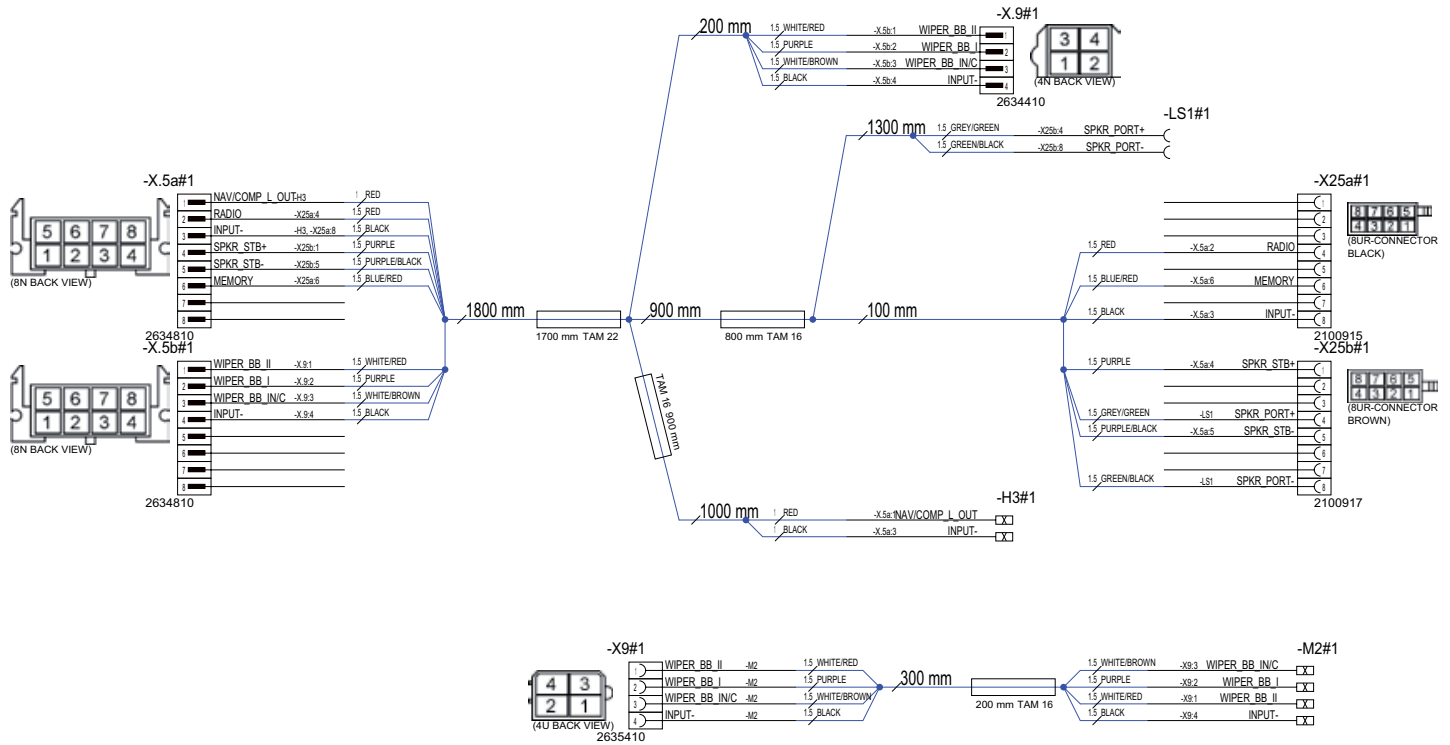 -X.9#1
200 mm
1.5 WHITE/RED -X.5b:1 WIPER_BB_II 1
1.5 PURPLE -X.5b:2 WIPER_BB_I 2
1.5 WHITE/BROWN -X.5b:3 WIPER_BB_IN/C 3
1.5 BLACK -X.5b:4 INPUT- 4
2634410
3 4
1 2
(4N BACK VIEW)
-LS1#1
1300 mm
1.5 GREY/GREEN -X25b:4 SPKR_PORT+
1.5 GREEN/BLACK -X25b:8 SPKR_PORT-
-X.5a#1
5 6 7 8
1 2 3 4
(8N BACK VIEW)
1 NAV/COMP_L_OUT -H3 1 RED
2 RADIO -X25a:4 1.5 RED
3 INPUT- -H3, -X25a:8 1.5 BLACK
4 SPKR_STB+ -X25b:1 1.5 PURPLE
5 SPKR_STB- -X25b:5 1.5 PURPLE/BLACK
6 MEMORY -X25a:6 1.5 BLUE/RED
7
8
2634810
-X.5b#1
5 6 7 8
1 2 3 4
(8N BACK VIEW)
1 WIPER_BB_II -X.9:1 1.5 WHITE/RED
2 WIPER_BB_I -X.9:2 1.5 PURPLE
3 WIPER_BB_IN/C -X.9:3 1.5 WHITE/BROWN
4 INPUT- -X.9:4 1.5 BLACK
5
6
7
8
2634810
1800 mm
1700 mm TAM 22
900 mm
800 mm TAM 16
100 mm
TAM 16 900 mm
-X25a#1
1
2
3
1.5 RED -X.5a:2 RADIO 4
5
1.5 BLUE/RED -X.5a:6 MEMORY 6
7
1.5 BLACK -X.5a:3 INPUT- 8
2100915
8 7 6 5
4 3 2 1
(8UR-CONNECTOR
BLACK)
-X25b#1
1.5 PURPLE -X.5a:4 SPKR_STB+ 1
2
3
1.5 GREY/GREEN -LS1 SPKR_PORT+ 4
1.5 PURPLE/BLACK -X.5a:5 SPKR_STB- 5
6
7
1.5 GREEN/BLACK -LS1 SPKR_PORT- 8
2100917
8 7 6 5
4 3 2 1
(8UR-CONNECTOR
BROWN)
-H3#1
1000 mm
1 RED -X.5a:1 NAV/COMP_L_OUT X
1 BLACK -X.5a:3 INPUT- X
-X9#1
4 3
2 1
(4U BACK VIEW)
1 WIPER_BB_II -M2 1.5 WHITE/RED
2 WIPER_BB_I -M2 1.5 PURPLE
3 WIPER_BB_IN/C -M2 1.5 WHITE/BROWN
4 INPUT- -M2 1.5 BLACK
2635410
300 mm
200 mm TAM 16
-M2#1
1.5 WHITE/BROWN -X9:3 WIPER_BB_IN/C X
1.5 PURPLE -X9:2 WIPER_BB_I X
1.5 WHITE/RED -X9:1 WIPER_BB_II X
1.5 BLACK -X9:4 INPUT- X